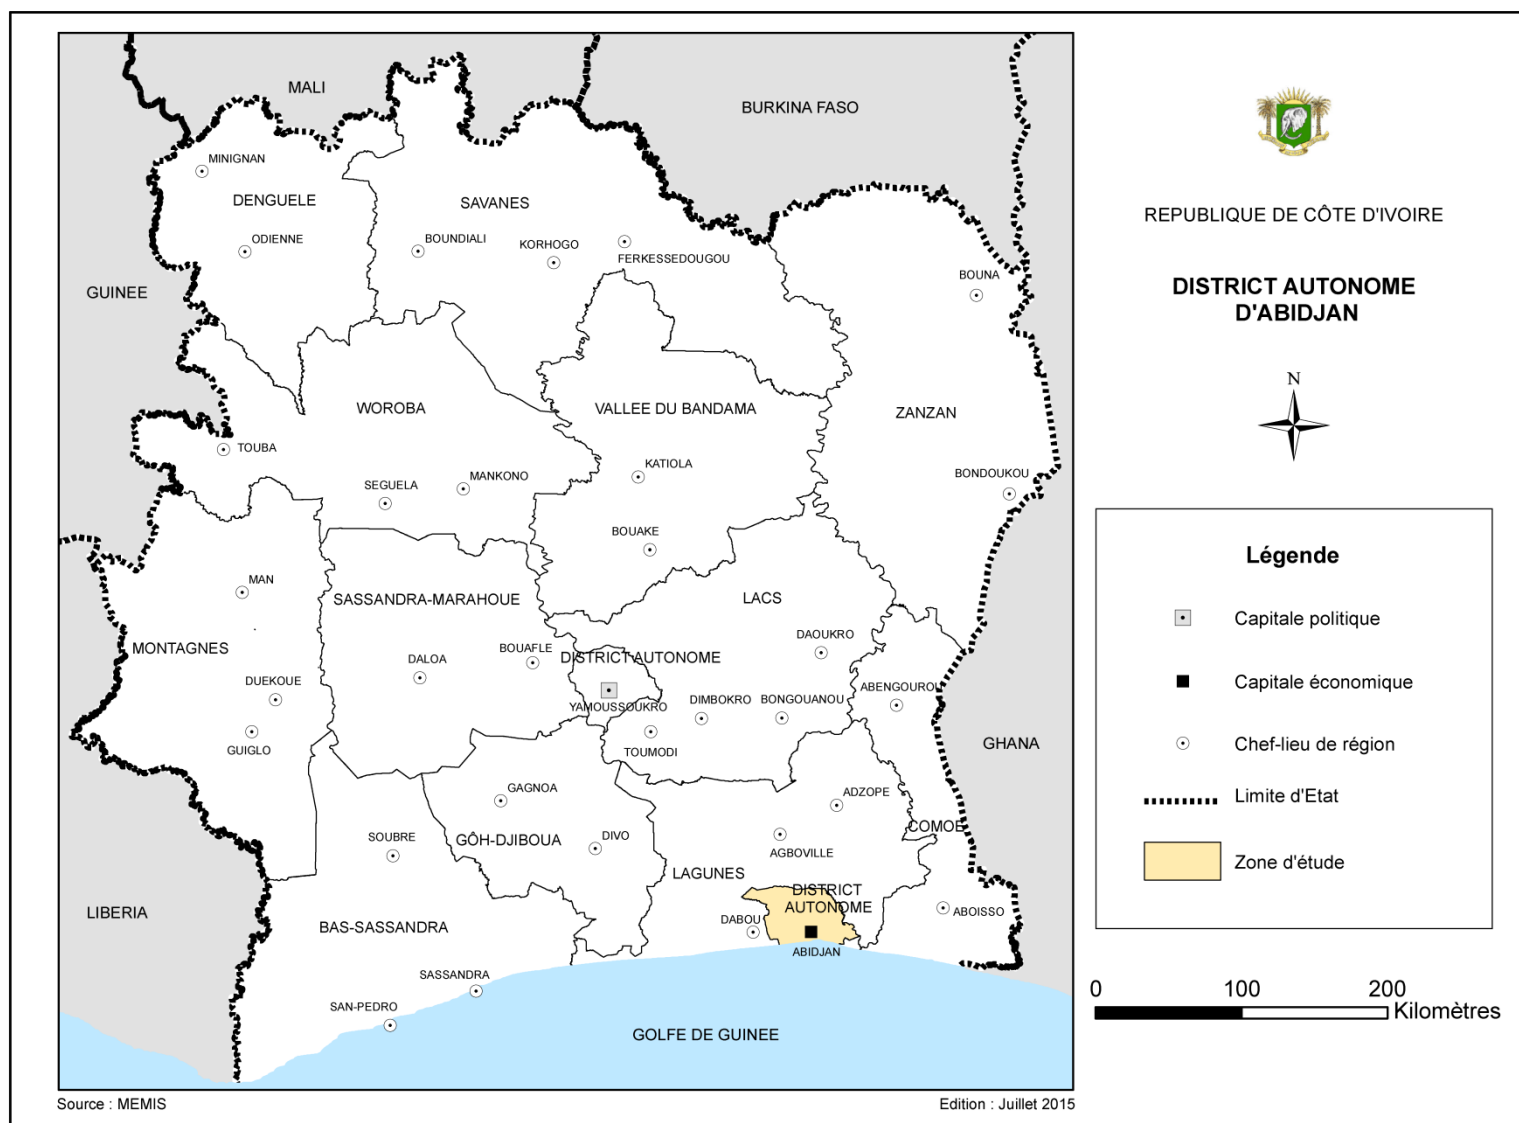 MALI
BURKINA FASO
MINIGNAN
DENGUELE
SAVANES
ODIENNE
BOUNDIALI
KORHOGO
FERKESSEDOUGOU
BOUNA
GUINEE
WOROBA
VALLEE DU BANDAMA
ZANZAN
TOUBA
SEGUELA
MANKONO
KATIOLA
BONDOUKOU
BOUAKE
MAN
SASSANDRA-MARAHOUE
LACS
MONTAGNES
DALOA
BOUAFLE
DISTRICT AUTONOME
DAOUKRO
DUEKOUE
YAMOUSSOUKRO
DIMBOKRO
BONGOUANOU
ABENGOUROU
GUIGLO
TOUMODI
GHANA
GAGNOA
ADZOPE
SOUBRE
GÔH-DJIBOUA
DIVO
AGBOVILLE
COMOE
LAGUNES
LIBERIA
BAS-SASSANDRA
DABOU
DISTRICT
AUTONOME
ABOISSO
ABIDJAN
SASSANDRA
SAN-PEDRO
GOLFE DE GUINEE
Source : MEMIS
Edition : Juillet 2015
REPUBLIQUE DE CÔTE D'IVOIRE
DISTRICT AUTONOME
D'ABIDJAN
N
Légende
Capitale politique
Capitale économique
Chef-lieu de région
Limite d'Etat
Zone d'étude
0 100 200
Kilomètres